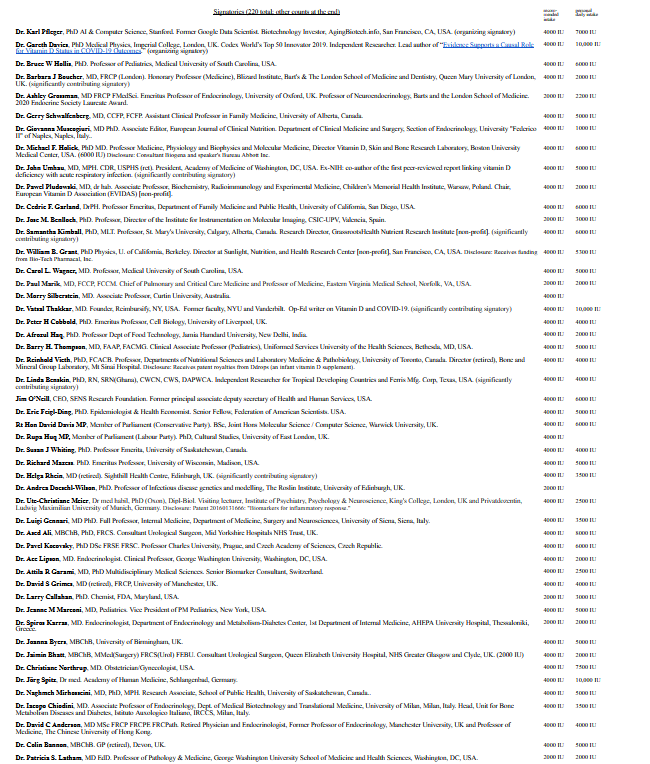 Signatories (220 total; other counts at the end)
recommended intake
personal daily intake
Dr. Karl Pfleger, PhD AI & Computer Science, Stanford. Former Google Data Scientist. Biotechnology Investor, AgingBiotech.info, San Francisco, CA, USA. (organizing signatory) 4000 IU 7000 IU
Dr. Gareth Davies, PhD Medical Physics, Imperial College, London, UK. Codex World's Top 50 Innovator 2019. Independent Researcher. Lead author of "Evidence Supports a Causal Role 4000 IU 10,000 IU
for Vitamin D Status in COVID-19 Outcomes." (organizing signatory)
Dr. Bruce W Hollis, PhD. Professor of Pediatrics, Medical University of South Carolina, USA. 4000 IU 6000 IU
Dr. Barbara J Boucher, MD, FRCP (London). Honorary Professor (Medicine), Blizard Institute, Bart's & The London School of Medicine and Dentistry, Queen Mary University of London, 4000 IU 2000 IU
UK. (significantly contributing signatory)
Dr. Ashley Grossman, MD FRCP FMedSci. Emeritus Professor of Endocrinology, University of Oxford, UK. Professor of Neuroendocrinology, Barts and the London School of Medicine. 2000 IU 2200 IU
2020 Endocrine Society Laureate Award.
Dr. Gerry Schwalfenberg, MD, CCFP, FCFP. Assistant Clinical Professor in Family Medicine, University of Alberta, Canada. 4000 IU 5000 IU
Dr. Giovanna Muscogiuri, MD PhD. Associate Editor, European Journal of Clinical Nutrition. Department of Clinical Medicine and Surgery, Section of Endocrinology, University "Federico 4000 IU 1000 IU
II" of Naples, Naples, Italy..
Dr. Michael F. Holick, PhD MD. Professor Medicine, Physiology and Biophysics and Molecular Medicine, Director Vitamin D, Skin and Bone Research Laboratory, Boston University 4000 IU 6000 IU
Medical Center, USA. (6000 IU) Disclosure: Consultant Biogena and speaker's Bureau Abbott Inc.
Dr. John Umhau, MD, MPH. CDR, USPHS (ret). President, Academy of Medicine of Washington, DC, USA. Ex-NIH: co-author of the first peer-reviewed report linking vitamin D 4000 IU 5000 IU
deficiency with acute respiratory infection. (significantly contributing signatory)
Dr. Pawel Pludowski, MD, dr hab. Associate Professor, Biochemistry, Radioimmunology and Experimental Medicine, Children's Memorial Health Institute, Warsaw, Poland. Chair, 4000 IU 2000 IU
European Vitamin D Association (EVIDAS) [non-profit].
Dr. Cedric F. Garland, DrPH. Professor Emeritus, Department of Family Medicine and Public Health, University of California, San Diego, USA. 4000 IU 6000 IU
Dr. Jose M. Benlloch, PhD. Professor, Director of the Institute for Instrumentation on Molecular Imaging, CSIC-UPV, Valencia, Spain. 2000 IU 3000 IU
Dr. Samantha Kimball, PhD, MLT. Professor, St. Mary's University, Calgary, Alberta, Canada. Research Director, GrassrootsHealth Nutrient Research Institute [non-profit]. (significantly 4000 IU 6000 IU
contributing signatory)
Dr. William B. Grant, PhD Physics, U. of California, Berkeley. Director at Sunlight, Nutrition, and Health Research Center [non-profit], San Francisco, CA, USA. Disclosure: Receives funding 4000 IU 5300 IU
from Bio-Tech Pharmacal, Inc.
Dr. Carol L. Wagner, MD. Professor, Medical University of South Carolina, USA. 4000 IU 5000 IU
Dr. Paul Marik, MD, FCCP, FCCM. Chief of Pulmonary and Critical Care Medicine and Professor of Medicine, Eastern Virginia Medical School, Norfolk, VA, USA. 2000 IU 2000 IU
Dr. Morry Silberstein, MD. Associate Professor, Curtin University, Australia. 4000 IU
Dr. Vatsal Thakkar, MD. Founder, Reimbursify, NY, USA. Former faculty, NYU and Vanderbilt. Op-Ed writer on Vitamin D and COVID-19. (significantly contributing signatory) 4000 IU 10,000 IU
Dr. Peter H Cobbold, PhD. Emeritus Professor, Cell Biology, University of Liverpool, UK. 4000 IU 4000 IU
Dr. Afrozul Haq, PhD. Professor Dept of Food Technology, Jamia Hamdard University, New Delhi, India. 4000 IU 2000 IU
Dr. Barry H. Thompson, MD, FAAP, FACMG. Clinical Associate Professor (Pediatrics), Uniformed Services University of the Health Sciences, Bethesda, MD, USA. 4000 IU 5000 IU
Dr. Reinhold Vieth, PhD, FCACB. Professor, Departments of Nutritional Sciences and Laboratory Medicine & Pathobiology, University of Toronto, Canada. Director (retired), Bone and 4000 IU 4000 IU
Mineral Group Laboratory, Mt Sinai Hospital. Disclosure: Receives patent royalties from Ddrops (an infant vitamin D supplement).
Dr. Linda Benskin, PhD, RN, SRN(Ghana), CWCN, CWS, DAPWCA. Independent Researcher for Tropical Developing Countries and Ferris Mfg. Corp, Texas, USA. (significantly 4000 IU 4000 IU
contributing signatory)
Jim O'Neill, CEO, SENS Research Foundation. Former principal associate deputy secretary of Health and Human Services, USA. 4000 IU 6000 IU
Dr. Eric Feigl-Ding, PhD. Epidemiologist & Health Economist. Senior Fellow, Federation of American Scientists. USA. 4000 IU 5000 IU
Rt Hon David Davis MP, Member of Parliament (Conservative Party). BSc, Joint Hons Molecular Science / Computer Science, Warwick University, UK. 4000 IU 6000 IU
Dr. Rupa Huq MP, Member of Parliament (Labour Party). PhD, Cultural Studies, University of East London, UK. 4000 IU
Dr. Susan J Whiting, PhD. Professor Emerita, University of Saskatchewan, Canada. 4000 IU 4000 IU
Dr. Richard Mazess, PhD. Emeritus Professor, University of Wisconsin, Madison, USA. 4000 IU 5000 IU
Dr. Helga Rhein, MD (retired). Sighthill Health Centre, Edinburgh, UK. (significantly contributing signatory) 4000 IU 3500 IU
Dr. Andrea Doeschl-Wilson, PhD. Professor of Infectious disease genetics and modelling, The Roslin Institute, University of Edinburgh, UK. 2000 IU
Dr. Ute-Christiane Meier, Dr med habil, PhD (Oxon), Dipl-Biol. Visiting lecturer, Institute of Psychiatry, Psychology & Neuroscience, King's College, London, UK and Privatdozentin, 4000 IU 2500 IU
Ludwig Maximilian University of Munich, Germany. Disclosure: Patent 20160131666: "Biomarkers for inflammatory response."
Dr. Luigi Gennari, MD PhD. Full Professor, Internal Medicine, Department of Medicine, Surgery and Neurosciences, University of Siena, Siena, Italy. 4000 IU 3500 IU
Dr. Ased Ali, MBChB, PhD, FRCS. Consultant Urological Surgeon, Mid Yorkshire Hospitals NHS Trust, UK. 4000 IU 8000 IU
Dr. Pavel Kocovsky, PhD DSc FRSE FRSC. Professor Charles University, Prague, and Czech Academy of Sciences, Czech Republic. 4000 IU 6000 IU
Dr. Ace Lipson, MD. Endocrinologist. Clinical Professor, George Washington University, Washington, DC, USA. 4000 IU 2000 IU
Dr. Attila R Garami, MD, PhD Multidisciplinary Medical Sciences. Senior Biomarker Consultant, Switzerland. 4000 IU 2500 IU
Dr. David S Grimes, MD (retired), FRCP, University of Manchester, UK. 4000 IU 4000 IU
Dr. Larry Callahan, PhD. Chemist, FDA, Maryland, USA. 2000 IU 3000 IU
Dr. Jeanne M Marconi, MD, Pediatrics. Vice President of PM Pediatrics, New York, USA. 4000 IU 5000 IU
Dr. Spiros Karras, MD. Endocrinologist, Department of Endocrinology and Metabolism-Diabetes Center, 1st Department of Internal Medicine, AHEPA University Hospital, Thessaloniki, 2000 IU 2000 IU
Greece.
Dr. Joanna Byers, MBChB, University of Birmingham, UK. 4000 IU 5000 IU
Dr. Jaimin Bhatt, MBChB, MMed(Surgery) FRCS(Urol) FEBU. Consultant Urological Surgeon, Queen Elizabeth University Hospital, NHS Greater Glasgow and Clyde, UK. (2000 IU) 4000 IU 2000 IU
Dr. Christiane Northrup, MD. Obstetrician/Gynecologist, USA. 4000 IU 7500 IU
Dr. Jörg Spitz, Dr med. Academy of Human Medicine, Schlangenbad, Germany. 4000 IU 10,000 IU
Dr. Naghmeh Mirhosseini, MD, PhD, MPH. Research Associate, School of Public Health, University of Saskatchewan, Canada.. 4000 IU 5000 IU
Dr. Iacopo Chiodini, MD. Associate Professor of Endocrinology, Dept. of Medical Biotechnology and Translational Medicine, University of Milan, Milan, Italy. Head, Unit for Bone 4000 IU 3000 IU
Metabolism Diseases and Diabetes, Istituto Auxologico Italiano, IRCCS, Milan, Italy.
Dr. David C Anderson, MD MSc FRCP FRCPE FRCPath. Retired Physician and Endocrinologist, Former Professor of Endocrinology, Manchester University, UK and Professor of 4000 IU 4000 IU
Medicine, The Chinese University of Hong Kong.
Dr. Colin Bannon, MBChB. GP (retired), Devon, UK. 4000 IU 5000 IU
Dr. Patricia S. Latham, MD EdD. Professor of Pathology & Medicine, George Washington University School of Medicine and Health Sciences, Washington, DC, USA. 2000 IU 2000 IU